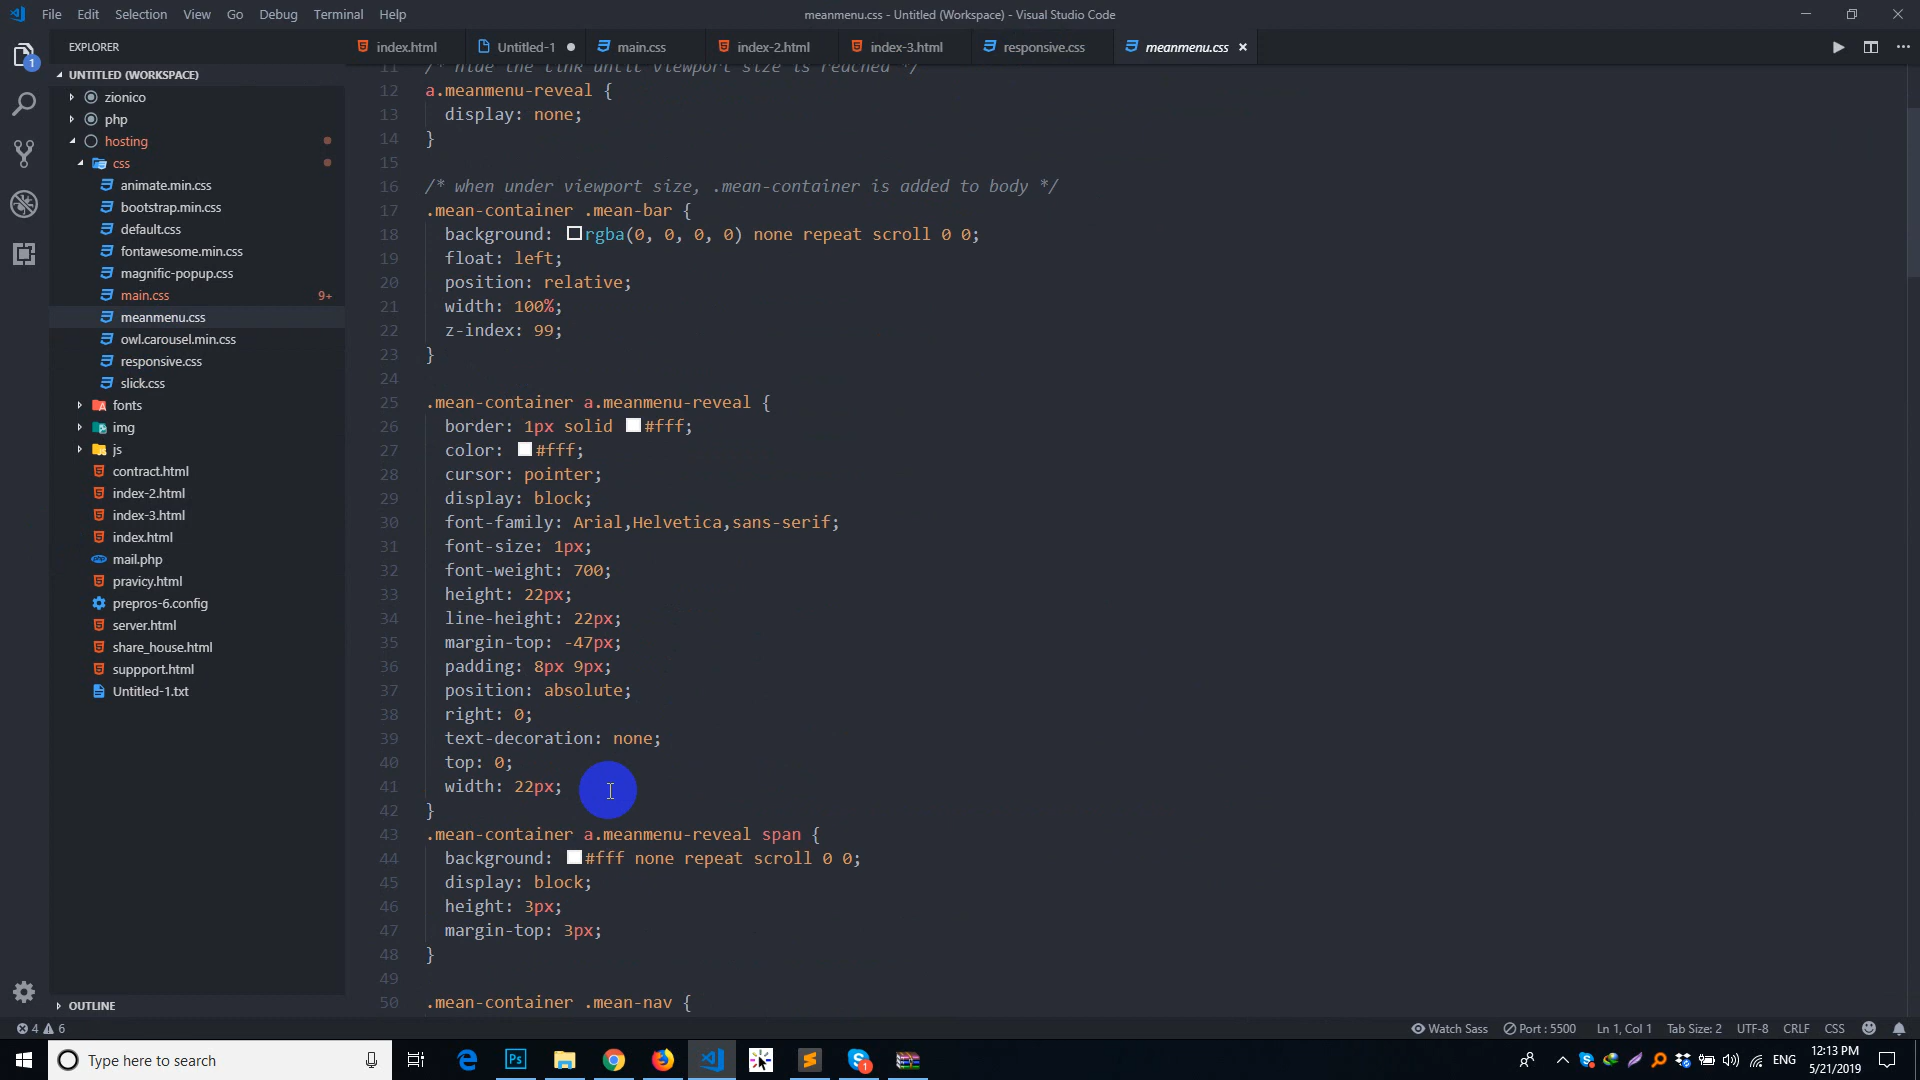 File Edit Selection View Go Debug Terminal Help
meanmenu.css - Untitled (Workspace) - Visual Studio Code
EXPLORER
index.html
Untitled-1
main.css
index-2.html
index-3.html
responsive.css
meanmenu.css
1
UNTITLED (WORKSPACE)
zionico
php
hosting
css
animate.min.css
bootstrap.min.css
default.css
fontawesome.min.css
magnific-popup.css
main.css 9+
meanmenu.css
owl.carousel.min.css
responsive.css
slick.css
fonts
img
js
contract.html
index-2.html
index-3.html
index.html
mail.php
pravicy.html
prepros-6.config
server.html
share_house.html
suppport.html
Untitled-1.txt
OUTLINE
11 /* hide the link until viewport size is reached */
12 a.meanmenu-reveal {
13 display: none;
14 }
15
16 /* when under viewport size, .mean-container is added to body */
17 .mean-container .mean-bar {
18 background: rgba(0, 0, 0, 0) none repeat scroll 0 0;
19 float: left;
20 position: relative;
21 width: 100%;
22 z-index: 99;
23 }
24
25 .mean-container a.meanmenu-reveal {
26 border: 1px solid #fff;
27 color: #fff;
28 cursor: pointer;
29 display: block;
30 font-family: Arial,Helvetica,sans-serif;
31 font-size: 1px;
32 font-weight: 700;
33 height: 22px;
34 line-height: 22px;
35 margin-top: -47px;
36 padding: 8px 9px;
37 position: absolute;
38 right: 0;
39 text-decoration: none;
40 top: 0;
41 width: 22px;
42 }
43 .mean-container a.meanmenu-reveal span {
44 background: #fff none repeat scroll 0 0;
45 display: block;
46 height: 3px;
47 margin-top: 3px;
48 }
49
50 .mean-container .mean-nav {
4 6
Watch Sass Port : 5500 Ln 1, Col 1 Tab Size: 2 UTF-8 CRLF CSS
Type here to search
Ps
1
ENG
12:13 PM
5/21/2019